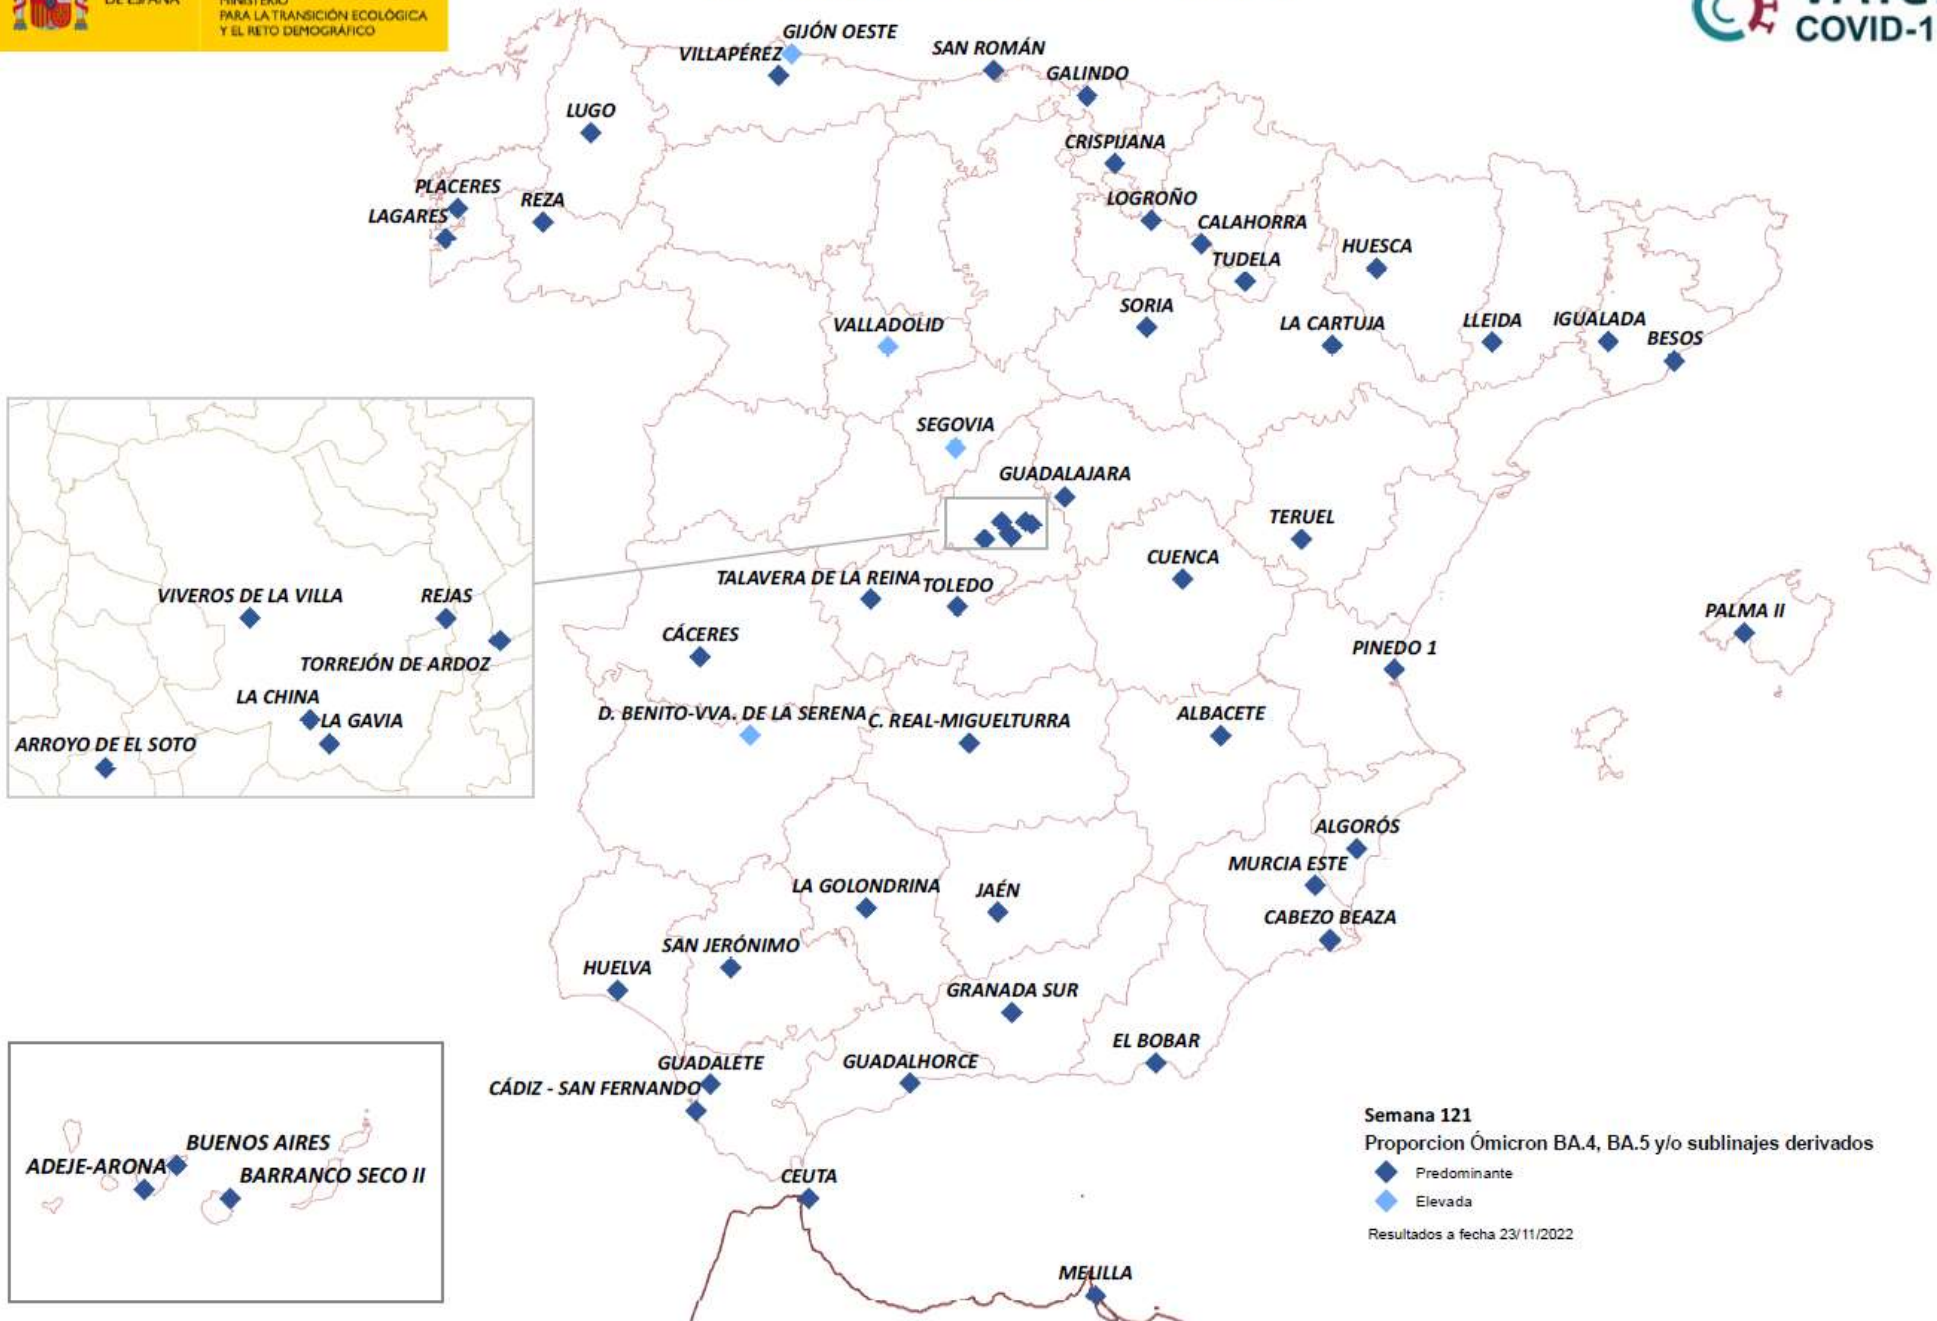 PARA LA TRANSICIÓN ECOLÓGICA
Y EL RETO DEMOGRÁFICO
COVID-1
GIJÓN OESTE
VILLAPÉREZ
SAN ROMÁN
GALINDO
LUGO
CRISPIJANA
PLACERES
REZA
LAGARES
LOGROÑO
CALAHORRA
TUDELA
HUESCA
SORIA
VALLADOLID
LA CARTUJA
LLEIDA
IGUALADA
BESOS
SEGOVIA
GUADALAJARA
TERUEL
CUENCA
TALAVERA DE LA REINA
TOLEDO
VIVEROS DE LA VILLA
REJAS
TORREJÓN DE ARDOZ
LA CHINA
LA GAVIA
ARROYO DE EL SOTO
PALMA II
CÁCERES
PINEDO 1
D. BENITO-VVA. DE LA SERENA
C. REAL-MIGUELTURRA
ALBACETE
ALGORÓS
MURCIA ESTE
LA GOLONDRINA
JAÉN
CABEZO BEAZA
SAN JERÓNIMO
HUELVA
GRANADA SUR
EL BOBAR
GUADALETE
GUADALHORCE
CÁDIZ - SAN FERNANDO
BUENOS AIRES
ADEJE-ARONA
BARRANCO SECO II
CEUTA
MELILLA
Semana 121
Proporcion Ómicron BA.4, BA.5 y/o sublinajes derivados
Predominante
Elevada
Resultados a fecha 23/11/2022